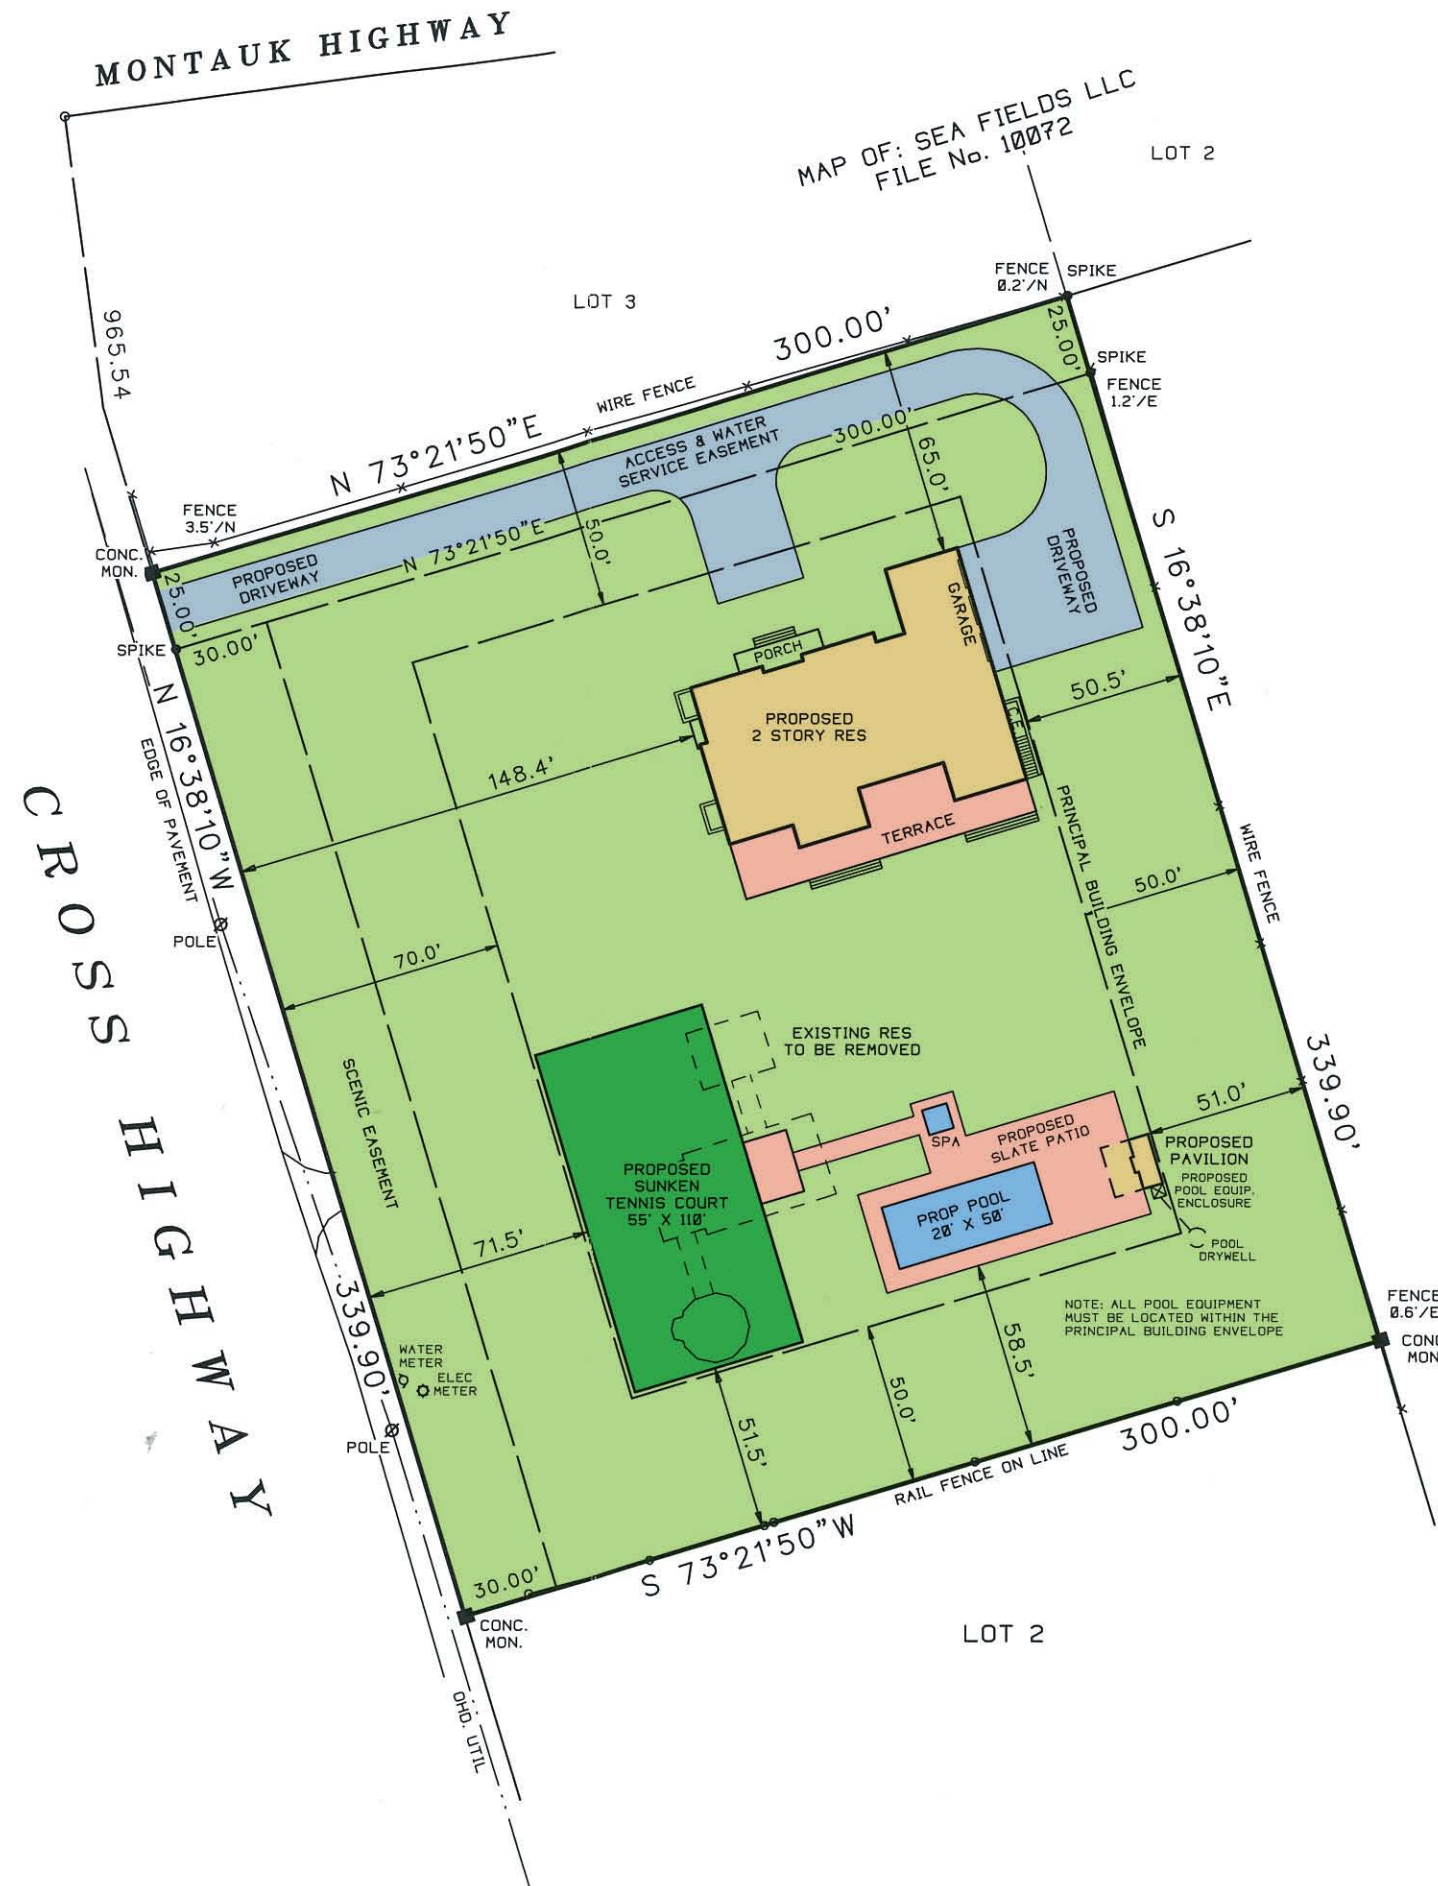 MONTAUK HIGHWAY
MAP OF: SEA FIELDS LLC
FILE No. 10072
LOT 2
965.54
LOT 3
FENCE
0.2'/N
SPIKE
25.00'
SPIKE
FENCE
1.2'/E
300.00'
WIRE FENCE
N 73°21'50"E
ACCESS & WATER
SERVICE EASEMENT
300.00'
65.0'
FENCE
3.5'/N
CONC.
MON.
25.00'
PROPOSED
DRIVEWAY
N 73°21'50"E
50.0'
SPIKE
30.00'
PROPOSED
DRIVEWAY
S 16°38'10"E
GARAGE
PORCH
50.5'
C.E.
PROPOSED
2 STORY RES
148.4'
TERRACE
N 16°38'10"W
EDGE OF PAVEMENT
CROSS HIGHWAY
PRINCIPAL BUILDING ENVELOPE
WIRE FENCE
50.0'
POLE
70.0'
EXISTING RES
TO BE REMOVED
SCENIC EASEMENT
339.90'
51.0'
SPA
PROPOSED
SLATE PATIO
PROPOSED
PAVILION
PROPOSED
POOL EQUIP.
ENCLOSURE
PROPOSED
SUNKEN
TENNIS COURT
55' X 110'
PROP POOL
20' X 50'
POOL
DRYWELL
71.5'
339.90'
NOTE: ALL POOL EQUIPMENT
MUST BE LOCATED WITHIN THE
PRINCIPAL BUILDING ENVELOPE
FENCE
0.6'/E
CONC
MON
WATER
METER
ELEC
METER
58.5'
50.0'
51.5'
POLE
300.00'
RAIL FENCE ON LINE
S 73°21'50"W
30.00'
CONC.
MON.
LOT 2
OHD. UTIL